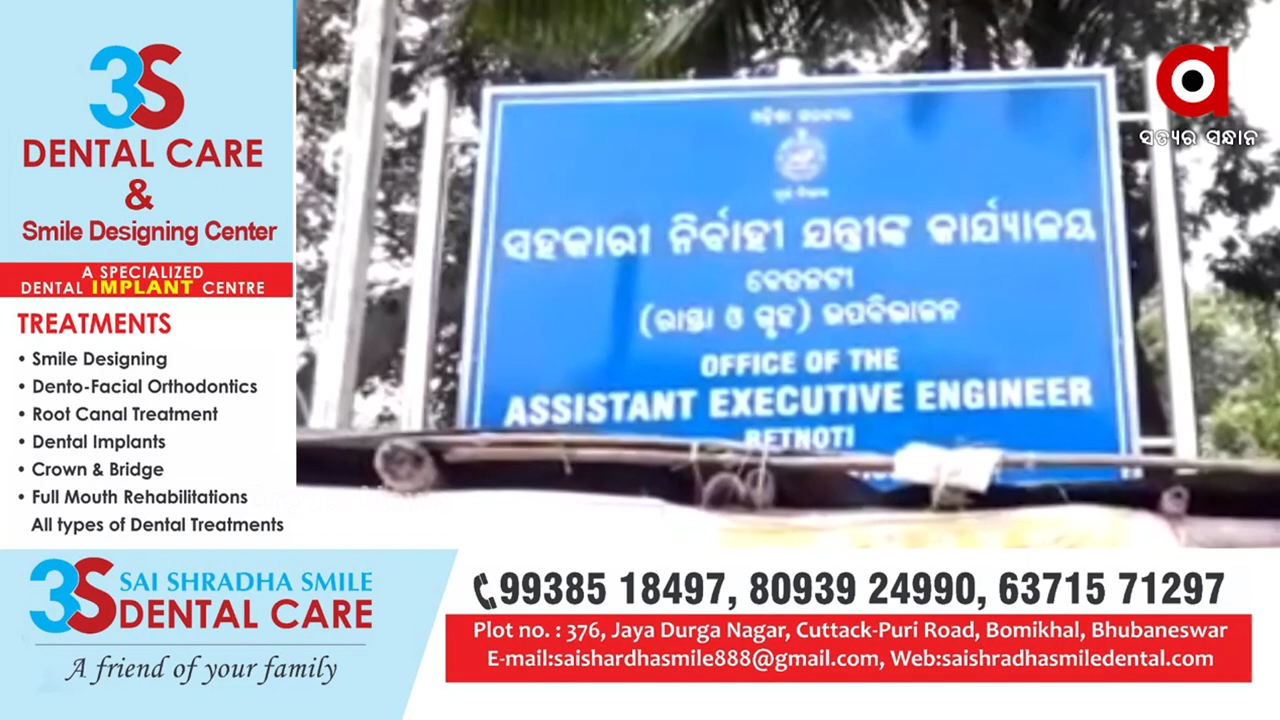 3S
DENTAL CARE
&
Smile Designing Center
A SPECIALIZED
DENTAL IMPLANT CENTRE
TREATMENTS
• Smile Designing
• Dento-Facial Orthodontics
• Root Canal Treatment
• Dental Implants
• Crown & Bridge
• Full Mouth Rehabilitations
All types of Dental Treatments
a
ସତ୍ୟର ସନ୍ଧାନ
ଓଡ଼ିଶା ସରକାର
ପୂର୍ତ୍ତ ବିଭାଗ
ସହକାରୀ ନିର୍ବାହୀ ଯନ୍ତ୍ରୀଙ୍କ କାର୍ଯ୍ୟାଳୟ
ବେତନଟୀ
(ରାସ୍ତା ଓ ଗୃହ) ଉପବିଭାଜନ
OFFICE OF THE
ASSISTANT EXECUTIVE ENGINEER
BETNOTI
3S SAI SHRADHA SMILE
DENTAL CARE
A friend of your family
99385 18497, 80939 24990, 63715 71297
Plot no. : 376, Jaya Durga Nagar, Cuttack-Puri Road, Bomikhal, Bhubaneswar
E-mail:saishardhasmile888@gmail.com, Web:saishradhasmiledental.com